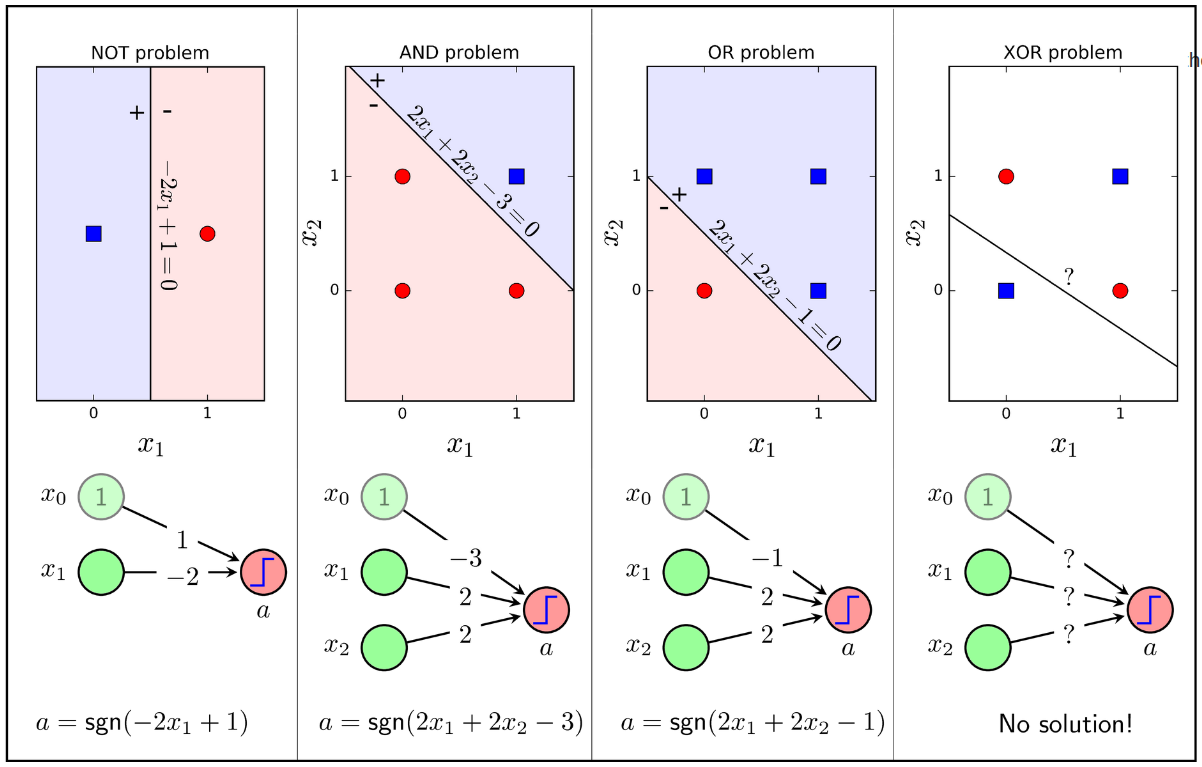 NOT problem
+ -
−2x₁ + 1 = 0
0 1
x₁
x₀ 1
1
x₁
−2
a
a = sgn(−2x₁ + 1)
AND problem
+
-
2x₁ + 2x₂ − 3 = 0
1
x₂
0
0 1
x₁
x₀ 1
−3
x₁
2
x₂
2
a
a = sgn(2x₁ + 2x₂ − 3)
OR problem
1
+
-
2x₁ + 2x₂ − 1 = 0
x₂
0
0 1
x₁
x₀ 1
−1
x₁
2
x₂
2
a
a = sgn(2x₁ + 2x₂ − 1)
XOR problem
1
x₂
?
0
0 1
x₁
x₀ 1
?
x₁
?
x₂
?
a
No solution!